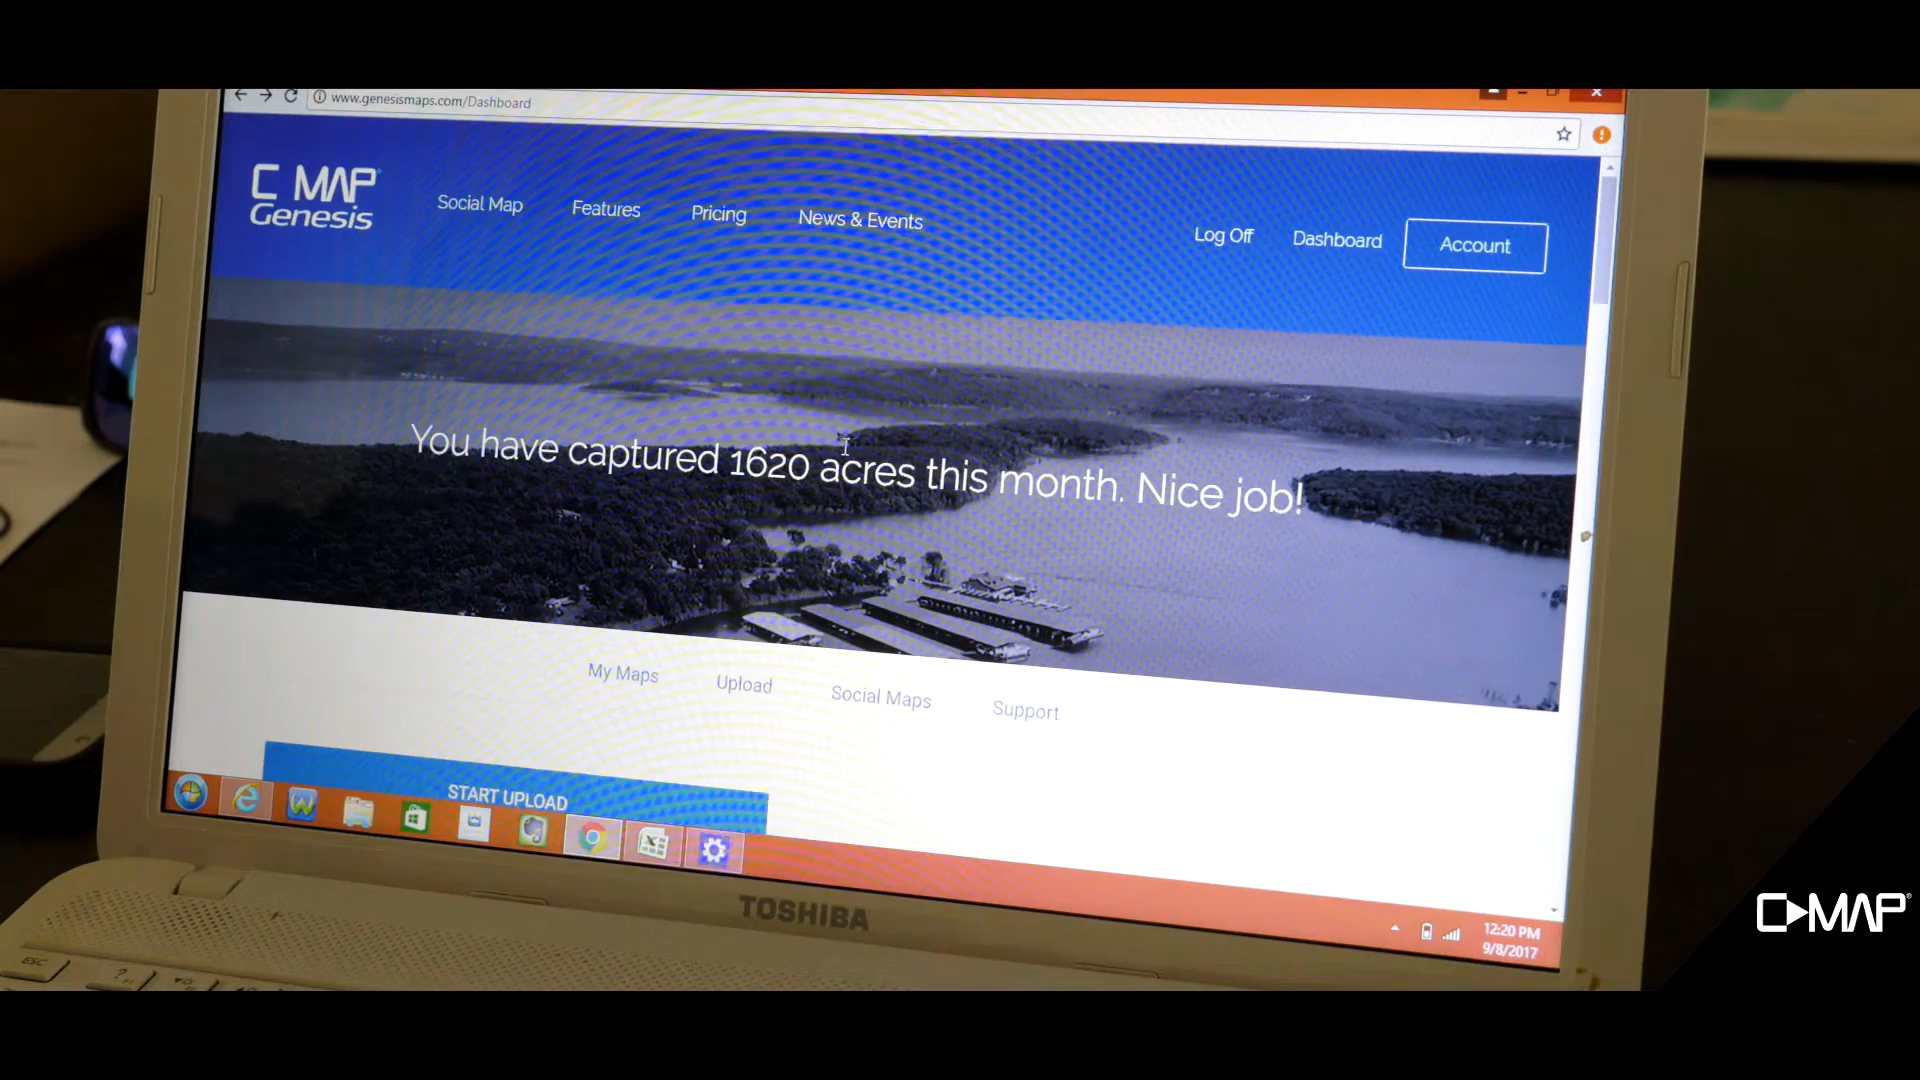 www.genesismaps.com/Dashboard
C MAP
Genesis
Social Map
Features
Pricing
News & Events
Log Off
Dashboard
Account
You have captured 1620 acres this month. Nice job!
My Maps
Upload
Social Maps
Support
START UPLOAD
12:20 PM
9/8/2017
TOSHIBA
ESC
C-MAP®